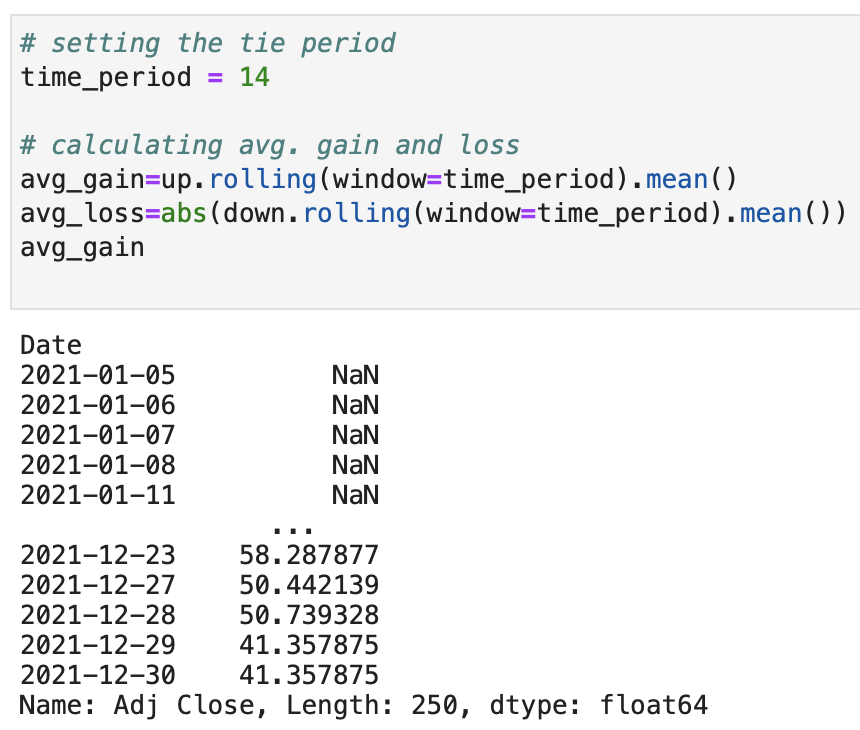 # setting the tie period
time_period = 14
# calculating avg. gain and loss
avg_gain=up.rolling(window=time_period).mean()
avg_loss=abs(down.rolling(window=time_period).mean())
avg_gain
Date
2021-01-05 NaN
2021-01-06 NaN
2021-01-07 NaN
2021-01-08 NaN
2021-01-11 NaN
...
2021-12-23 58.287877
2021-12-27 50.442139
2021-12-28 50.739328
2021-12-29 41.357875
2021-12-30 41.357875
Name: Adj Close, Length: 250, dtype: float64